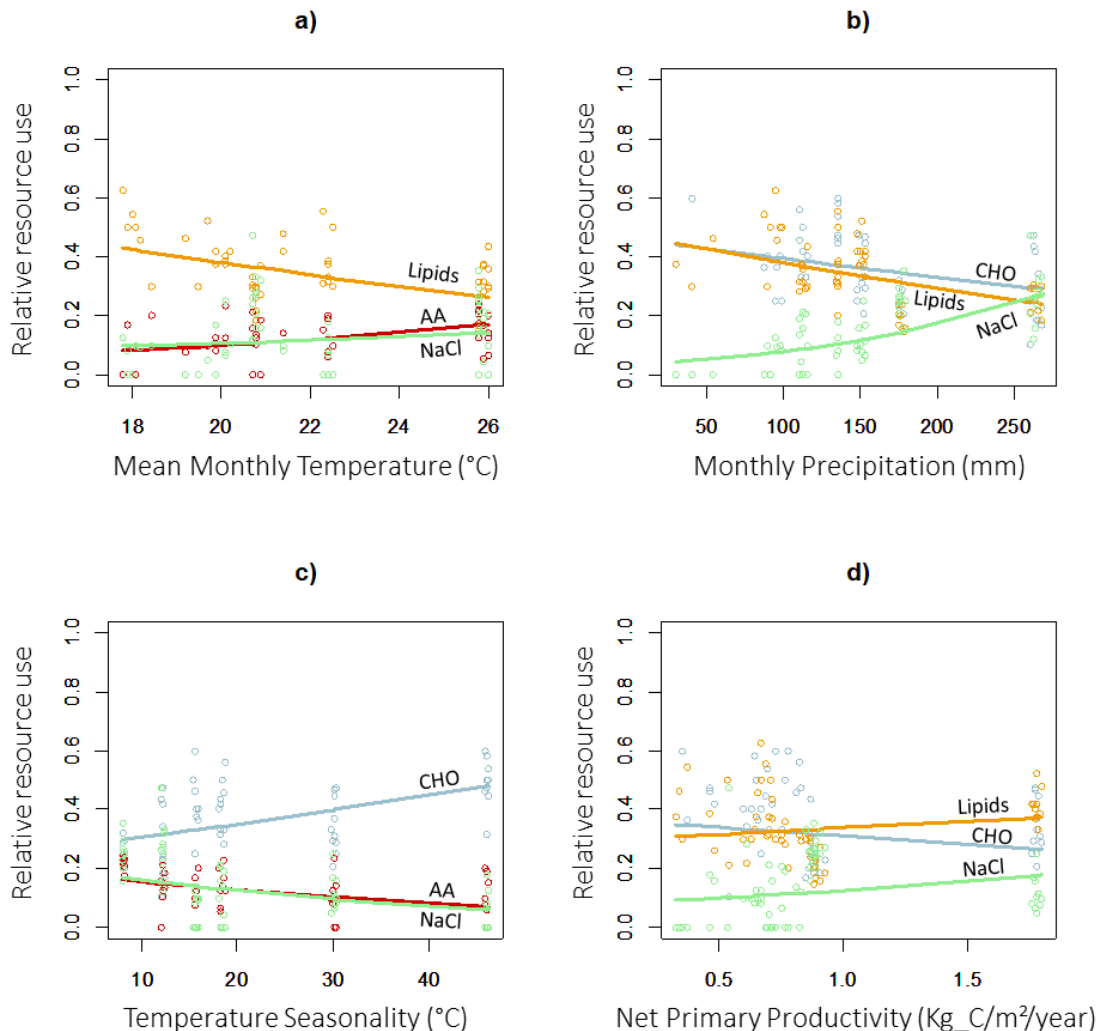 a)
Relative resource use
1.0
0.8
0.6
0.4
0.2
0.0
Lipids
AA
NaCl
18 20 22 24 26
Mean Monthly Temperature (°C)
b)
Relative resource use
1.0
0.8
0.6
0.4
0.2
0.0
CHO
Lipids
NaCl
50 100 150 200 250
Monthly Precipitation (mm)
c)
Relative resource use
1.0
0.8
0.6
0.4
0.2
0.0
CHO
AA
NaCl
10 20 30 40
Temperature Seasonality (°C)
d)
Relative resource use
1.0
0.8
0.6
0.4
0.2
0.0
Lipids
CHO
NaCl
0.5 1.0 1.5
Net Primary Productivity (Kg_C/m²/year)